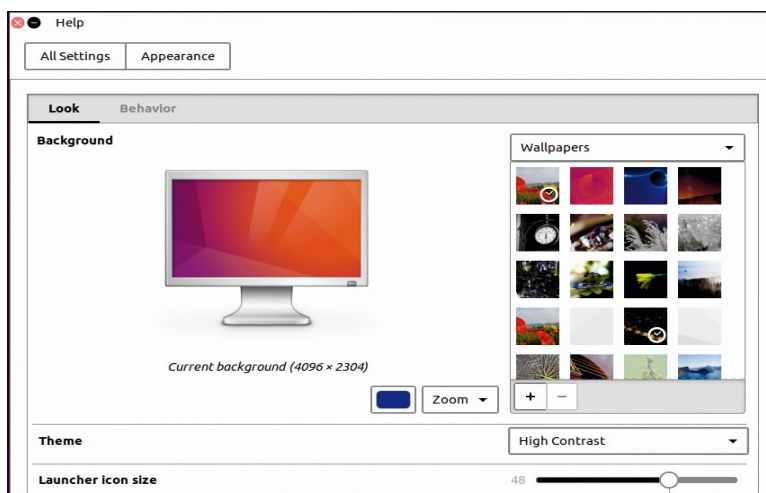 Help
All Settings Appearance
Look Behavior
Background
Wallpapers
Current background (4096 × 2304)
Zoom
+ −
Theme
High Contrast
Launcher icon size
48